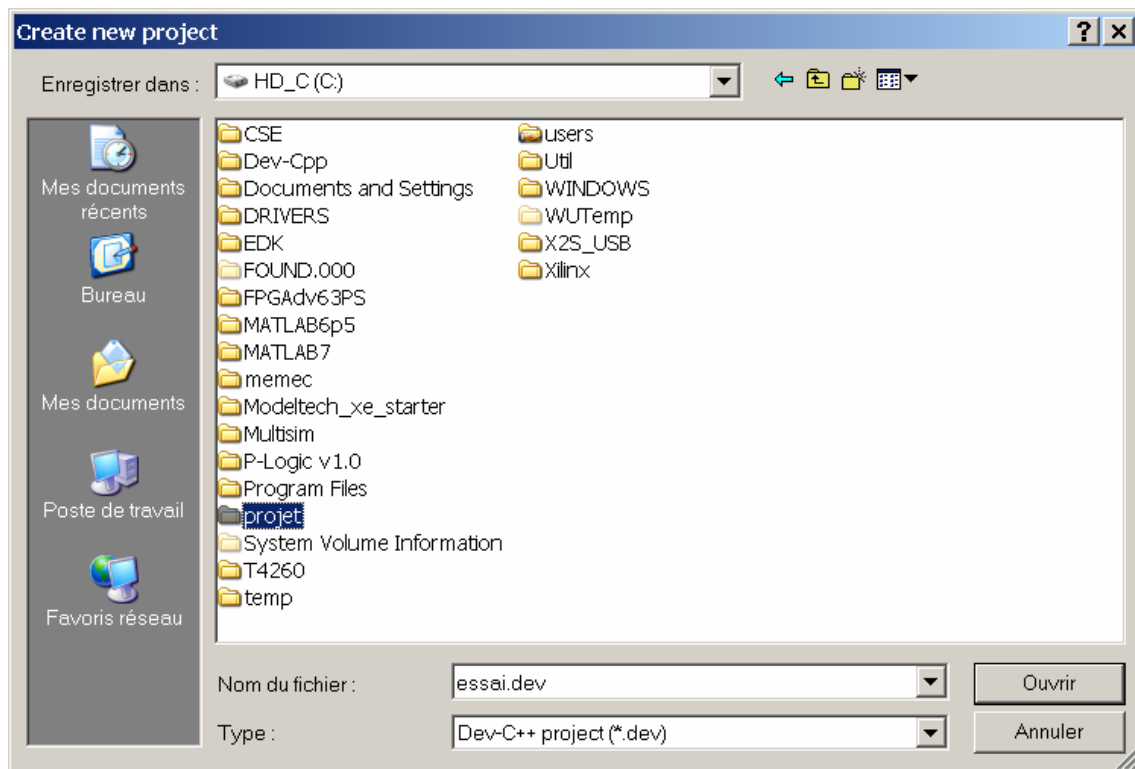 Create new project
Enregistrer dans :
HD_C (C:)
Mes documents
récents
Bureau
Mes documents
Poste de travail
Favoris réseau
CSE
Dev-Cpp
Documents and Settings
DRIVERS
EDK
FOUND.000
FPGAdv63PS
MATLAB6p5
MATLAB7
memec
Modeltech_xe_starter
Multisim
P-Logic v1.0
Program Files
projet
System Volume Information
T4260
temp
users
Util
WINDOWS
WUTemp
X2S_USB
Xilinx
Nom du fichier :
essai.dev
Ouvrir
Type :
Dev-C++ project (*.dev)
Annuler